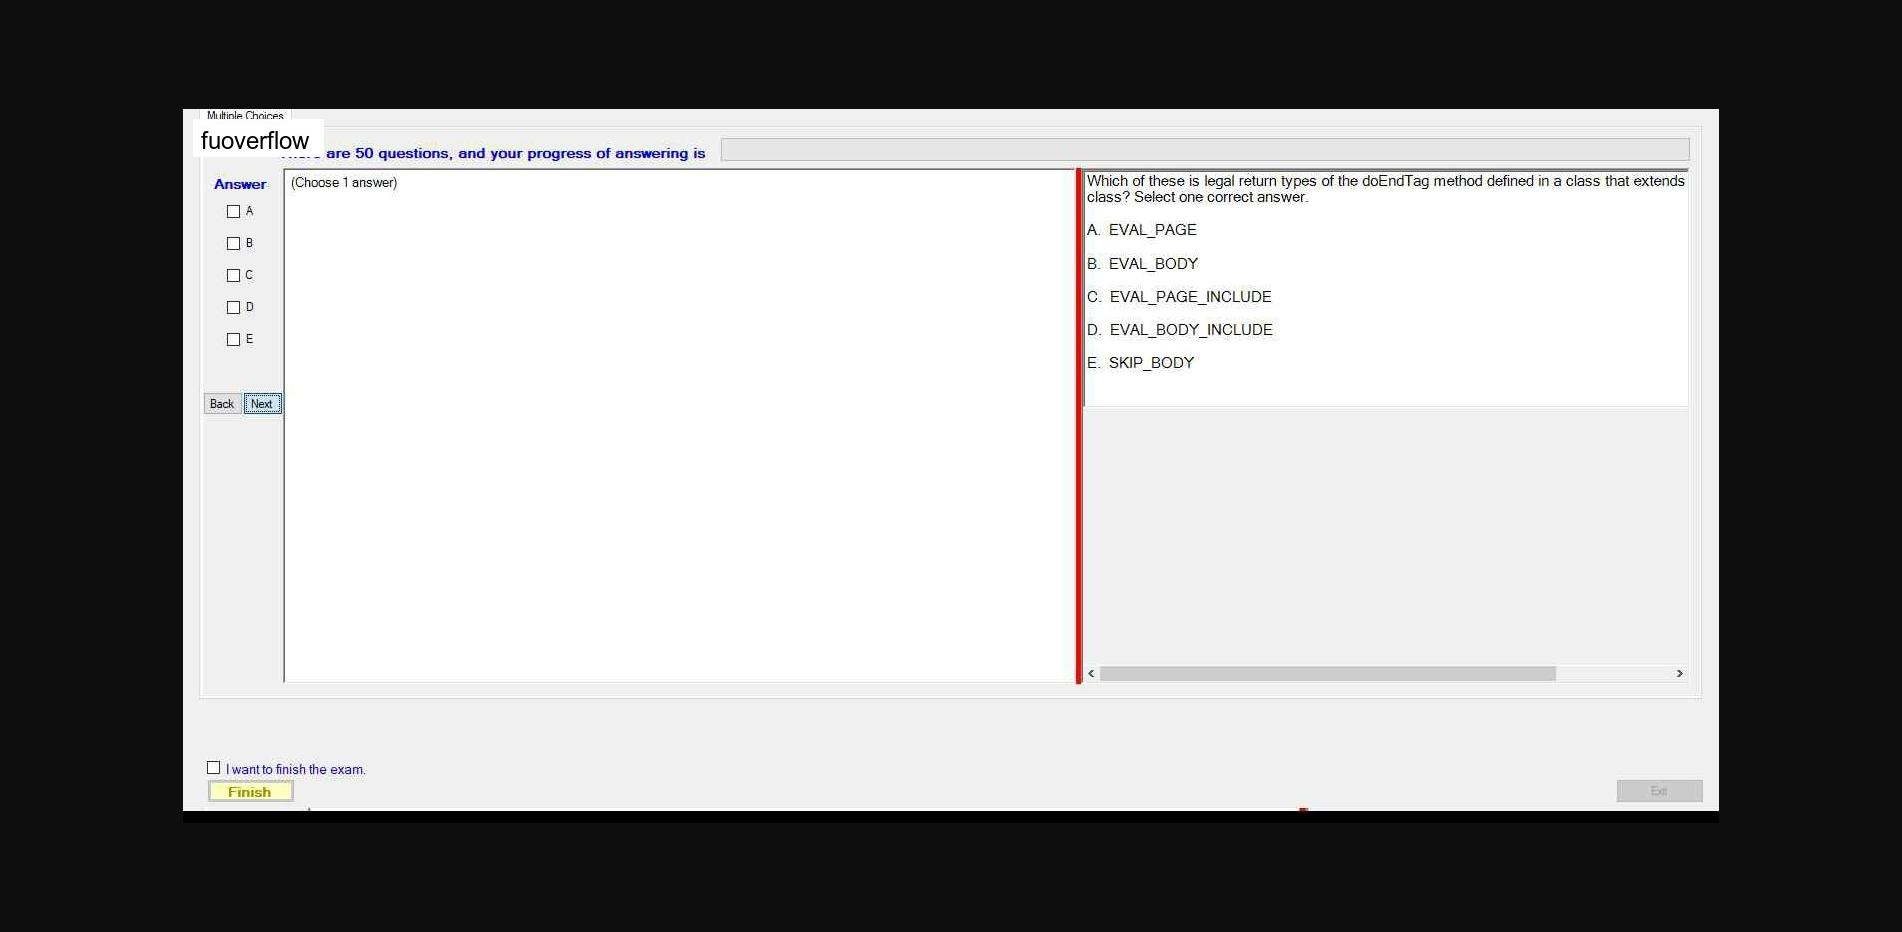 Multiple Choices
fuoverflow
are 50 questions, and your progress of answering is
Answer
(Choose 1 answer)
A
B
C
D
E
Back Next
Which of these is legal return types of the doEndTag method defined in a class that extends
class? Select one correct answer.
A. EVAL_PAGE
B. EVAL_BODY
C. EVAL_PAGE_INCLUDE
D. EVAL_BODY_INCLUDE
E. SKIP_BODY
I want to finish the exam.
Finish
Exit